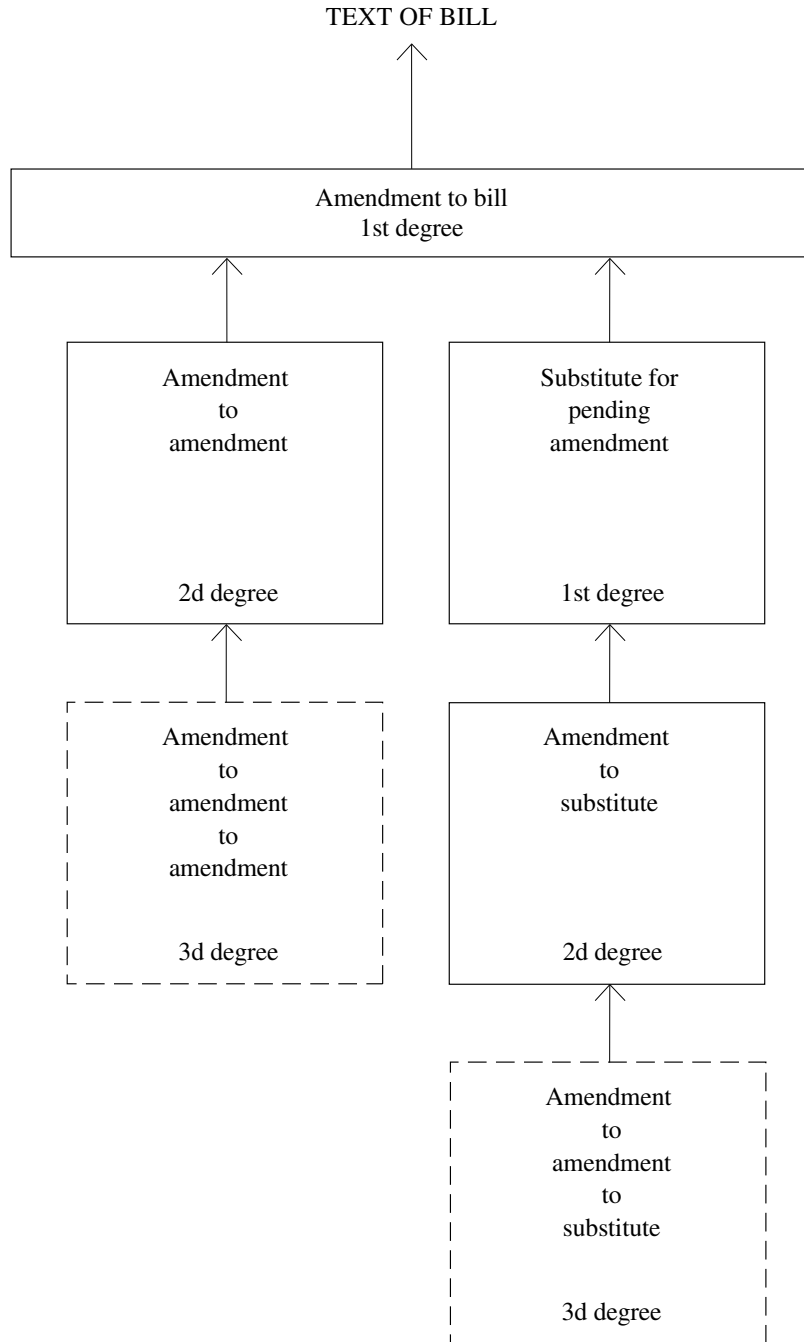 TEXT OF BILL
Amendment to bill
1st degree
Amendment
to
amendment
2d degree
Substitute for
pending
amendment
1st degree
Amendment
to
amendment
to
amendment
3d degree
Amendment
to
substitute
2d degree
Amendment
to
amendment
to
substitute
3d degree